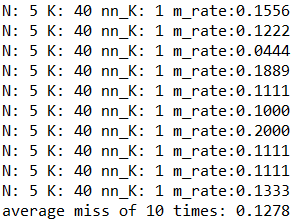 N: 5 K: 40 nn_K: 1 m_rate:0.1556
N: 5 K: 40 nn_K: 1 m_rate:0.1222
N: 5 K: 40 nn_K: 1 m_rate:0.0444
N: 5 K: 40 nn_K: 1 m_rate:0.1889
N: 5 K: 40 nn_K: 1 m_rate:0.1111
N: 5 K: 40 nn_K: 1 m_rate:0.1000
N: 5 K: 40 nn_K: 1 m_rate:0.2000
N: 5 K: 40 nn_K: 1 m_rate:0.1111
N: 5 K: 40 nn_K: 1 m_rate:0.1111
N: 5 K: 40 nn_K: 1 m_rate:0.1333
average miss of 10 times: 0.1278